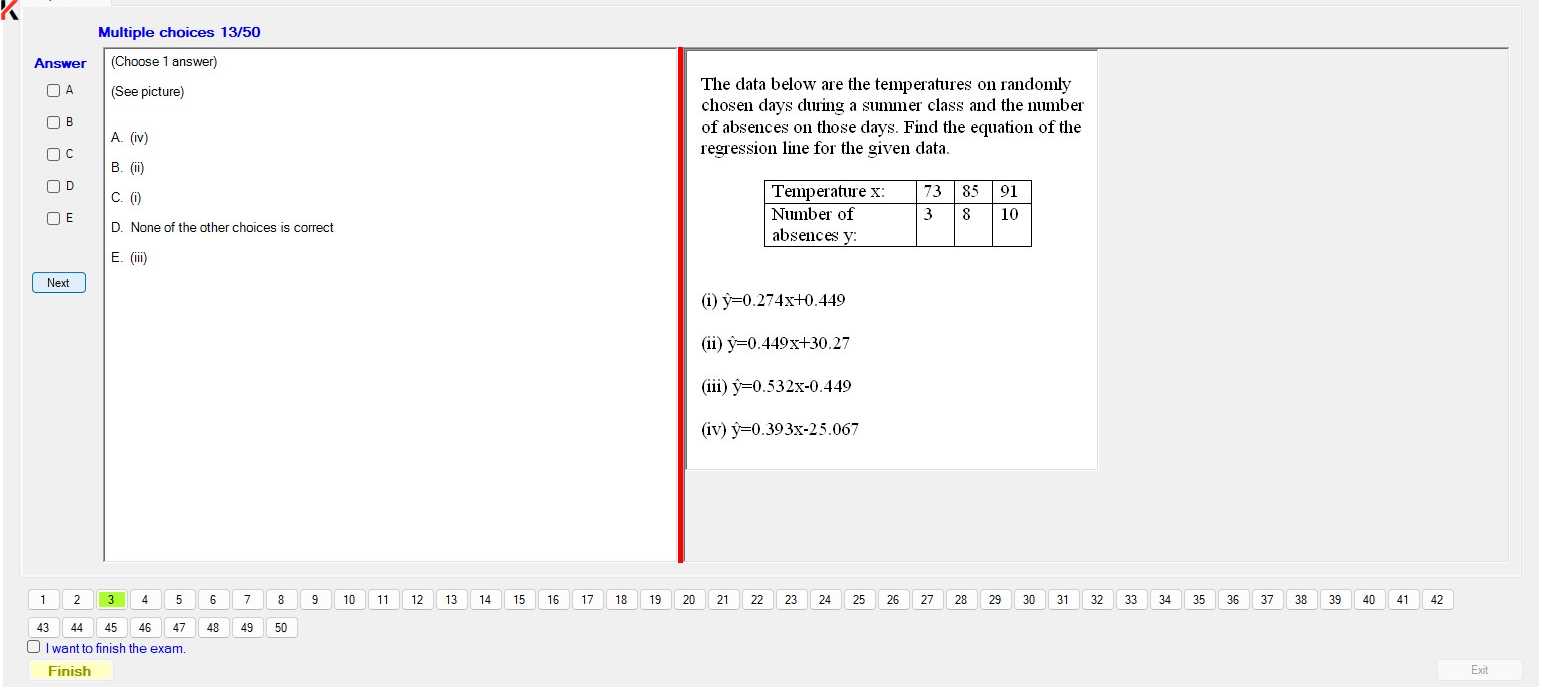 Multiple choices 13/50
Answer
A
B
C
D
E
Next
(Choose 1 answer)
(See picture)
A. (iv)
B. (ii)
C. (i)
D. None of the other choices is correct
E. (iii)
The data below are the temperatures on randomly
chosen days during a summer class and the number
of absences on those days. Find the equation of the
regression line for the given data.
Temperature x: 73 85 91
Number of 3 8 10
absences y:
(i) ŷ=0.274x+0.449
(ii) ŷ=0.449x+30.27
(iii) ŷ=0.532x-0.449
(iv) ŷ=0.393x-25.067
1 2 3 4 5 6 7 8 9 10 11 12 13 14 15 16 17 18 19 20 21 22 23 24 25 26 27 28 29 30 31 32 33 34 35 36 37 38 39 40 41 42
43 44 45 46 47 48 49 50
I want to finish the exam.
Finish
Exit